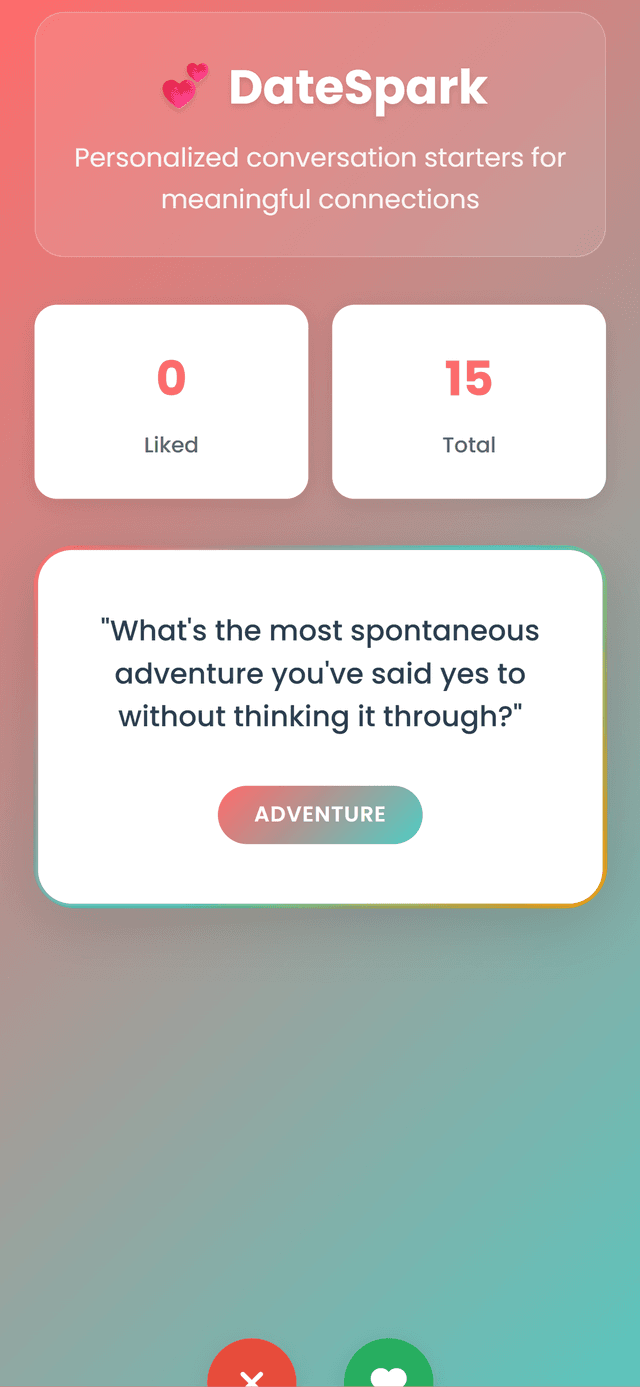 💕 DateSpark
Personalized conversation starters for
meaningful connections
0
Liked
15
Total
"What's the most spontaneous
adventure you've said yes to
without thinking it through?"
ADVENTURE